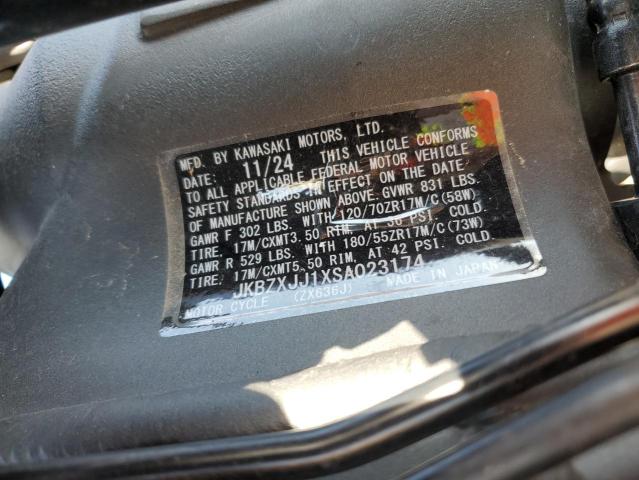 MFD. BY KAWASAKI MOTORS, LTD.
DATE: 11/24 THIS VEHICLE CONFORMS
TO ALL APPLICABLE FEDERAL MOTOR VEHICLE
SAFETY STANDARDS IN EFFECT ON THE DATE
OF MANUFACTURE SHOWN ABOVE. GVWR 831 LBS.
GAWR F 302 LBS. WITH 120/70ZR17M/C (58W)
TIRE, 17M/CXMT3.50 RIM, AT 36 PSI. COLD.
GAWR R 529 LBS. WITH 180/55ZR17M/C (73W)
TIRE, 17M/CXMT5.50 RIM, AT 42 PSI. COLD.
JKBZXJJ1XSA023174
MOTOR CYCLE (ZX636J) MADE IN JAPAN